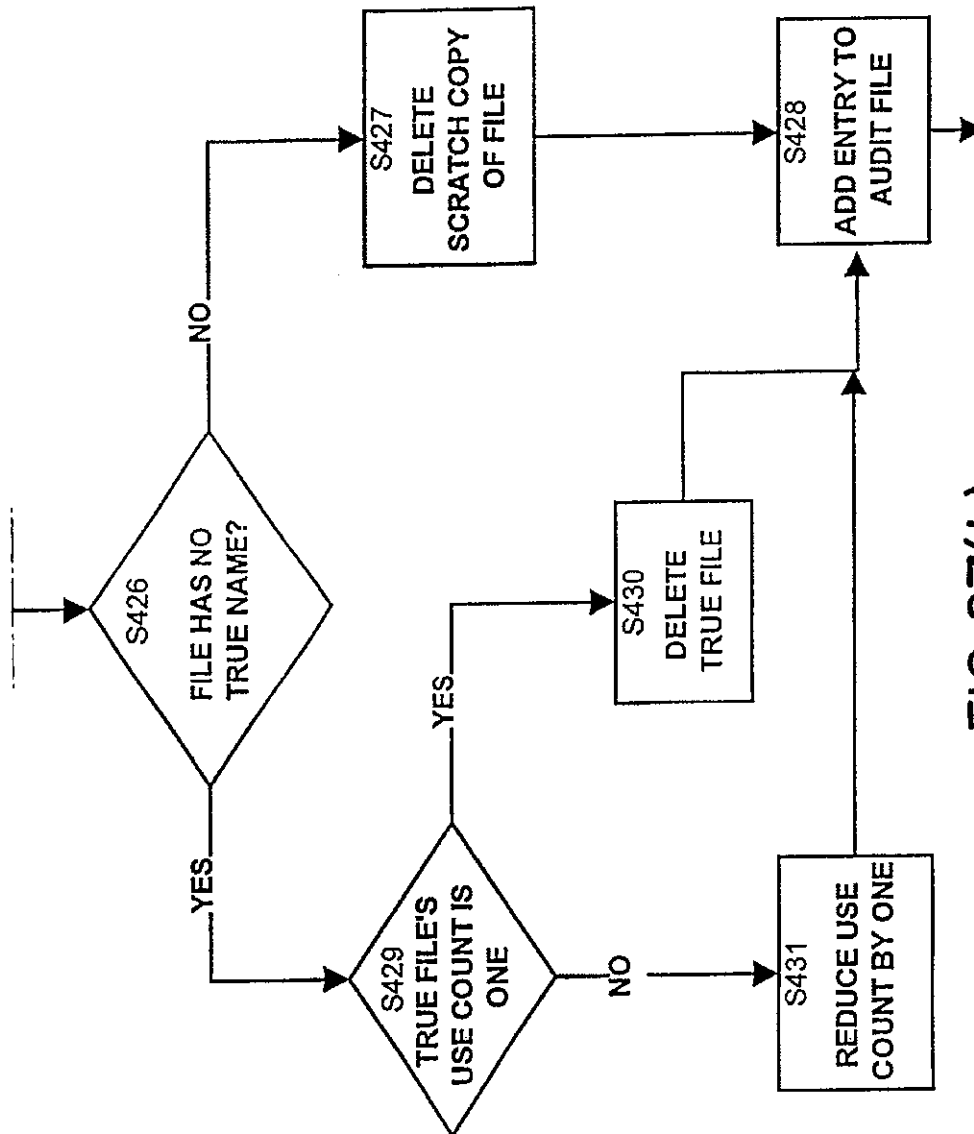 S426
FILE HAS NO
TRUE NAME?
YES
NO
S429
TRUE FILE'S
USE COUNT IS
ONE
YES
NO
S427
DELETE
SCRATCH COPY
OF FILE
S430
DELETE
TRUE FILE
S431
REDUCE USE
COUNT BY ONE
S428
ADD ENTRY TO
AUDIT FILE